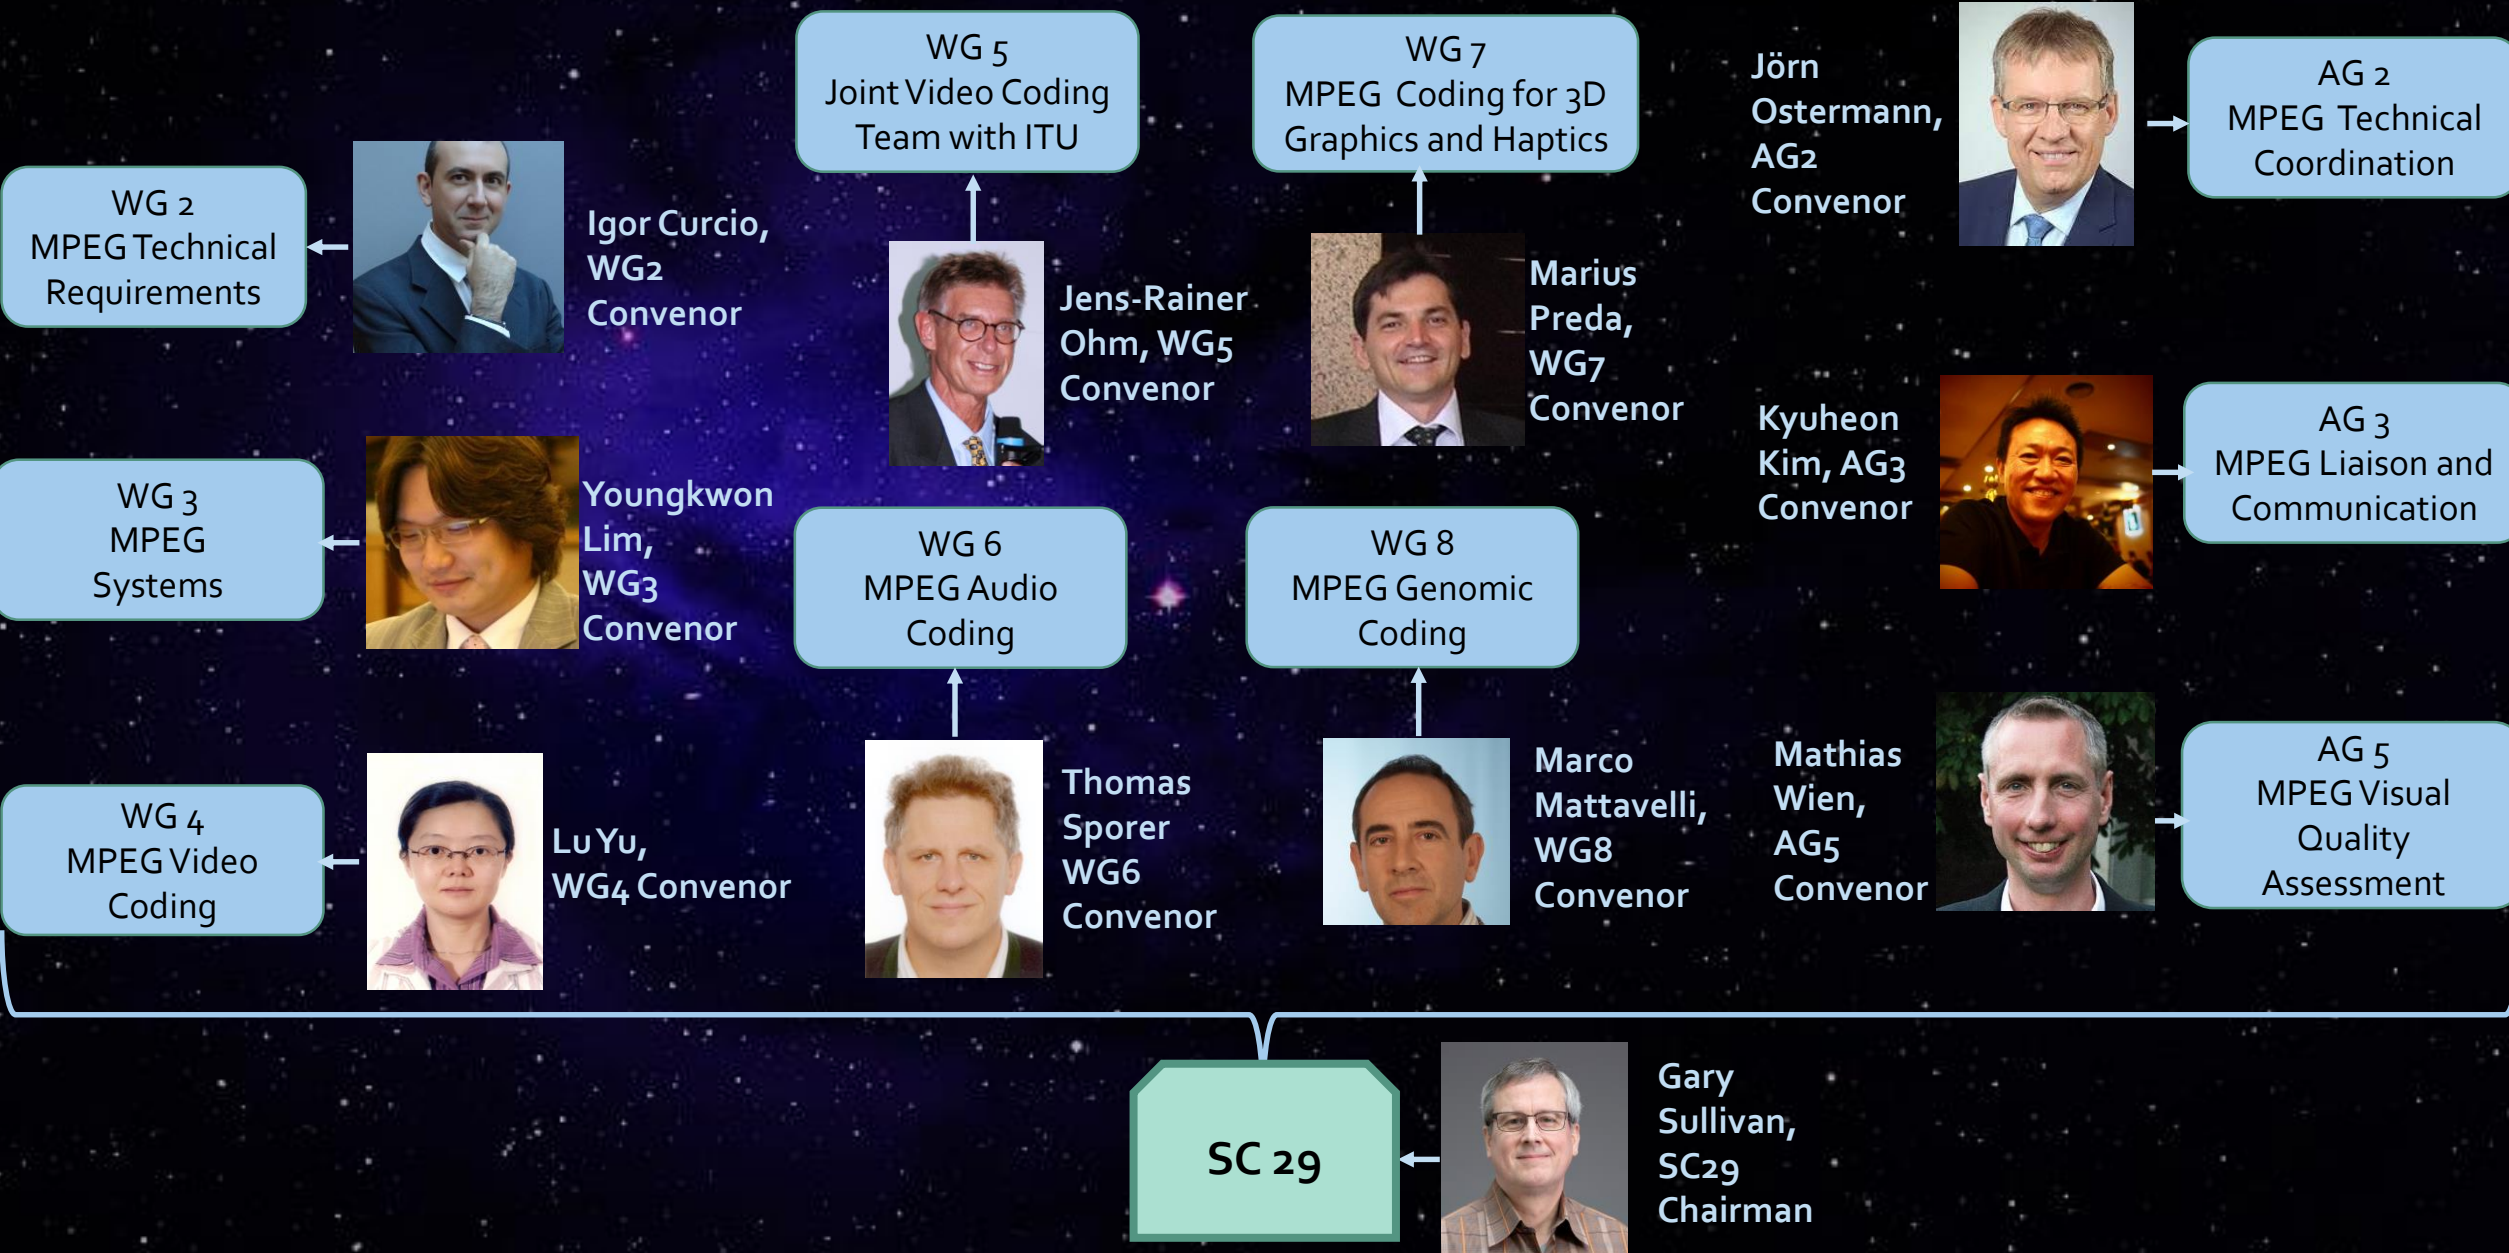 WG 2
MPEG Technical
Requirements
Igor Curcio,
WG2
Convenor
WG 3
MPEG
Systems
Youngkwon
Lim,
WG3
Convenor
WG 4
MPEG Video
Coding
Lu Yu,
WG4 Convenor
WG 5
Joint Video Coding
Team with ITU
Jens-Rainer
Ohm, WG5
Convenor
WG 6
MPEG Audio
Coding
Thomas
Sporer
WG6
Convenor
WG 7
MPEG Coding for 3D
Graphics and Haptics
Marius
Preda,
WG7
Convenor
WG 8
MPEG Genomic
Coding
Marco
Mattavelli,
WG8
Convenor
Jörn
Ostermann,
AG2
Convenor
AG 2
MPEG Technical
Coordination
Kyuheon
Kim, AG3
Convenor
AG 3
MPEG Liaison and
Communication
Mathias
Wien,
AG5
Convenor
AG 5
MPEG Visual
Quality
Assessment
SC 29
Gary
Sullivan,
SC29
Chairman